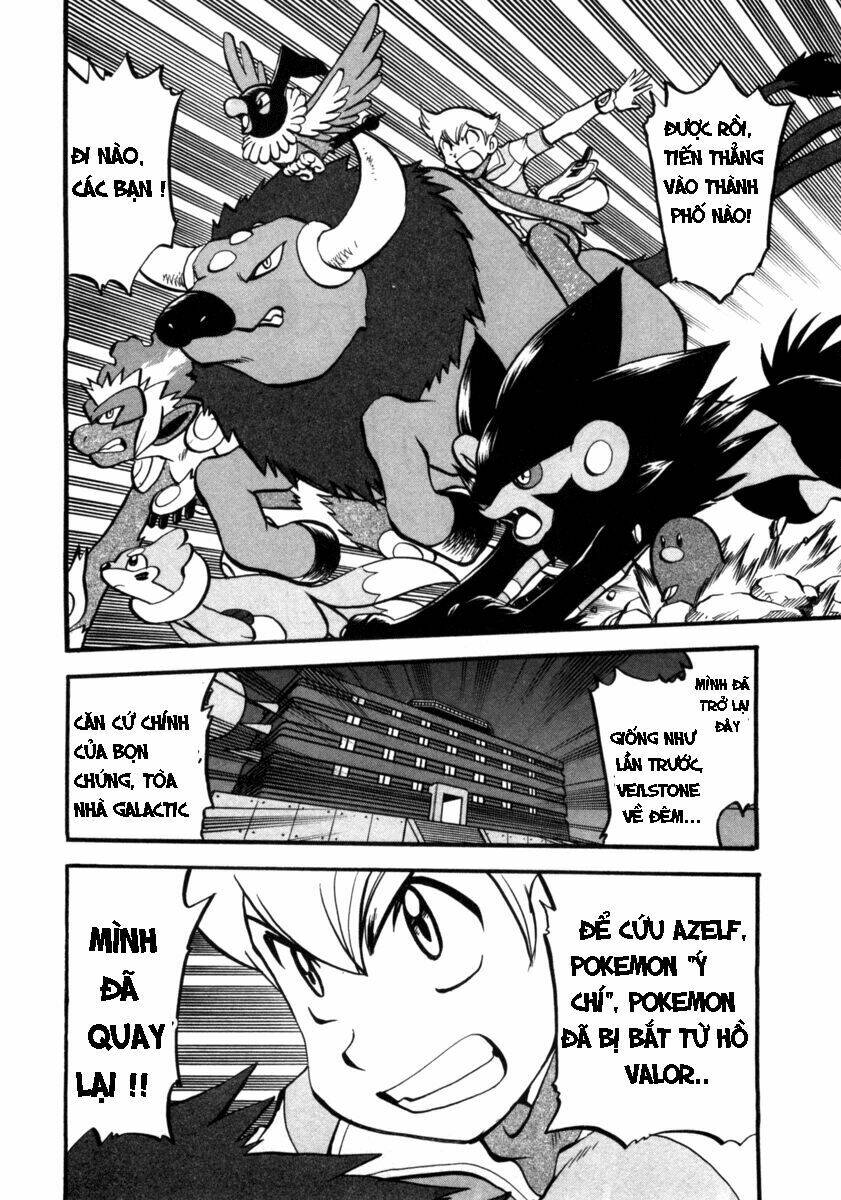 ĐƯỢC RỒI,
TIẾN THẲNG
VÀO THÀNH
PHỐ NÀO!
ĐI NÀO,
CÁC BẠN !
MÌNH ĐÃ
TRỞ LẠI
ĐÂY
GIỐNG NHƯ
LẦN TRƯỚC,
VEILSTONE
VỀ ĐÊM...
CĂN CỨ CHÍNH
CỦA BỌN
CHÚNG, TÒA
NHÀ GALACTIC
ĐỂ CỨU AZELF,
POKEMON "Ý
CHÍ", POKEMON
ĐÃ BỊ BẮT TỪ HỒ
VALOR..
MÌNH
ĐÃ
QUAY
LẠI !!